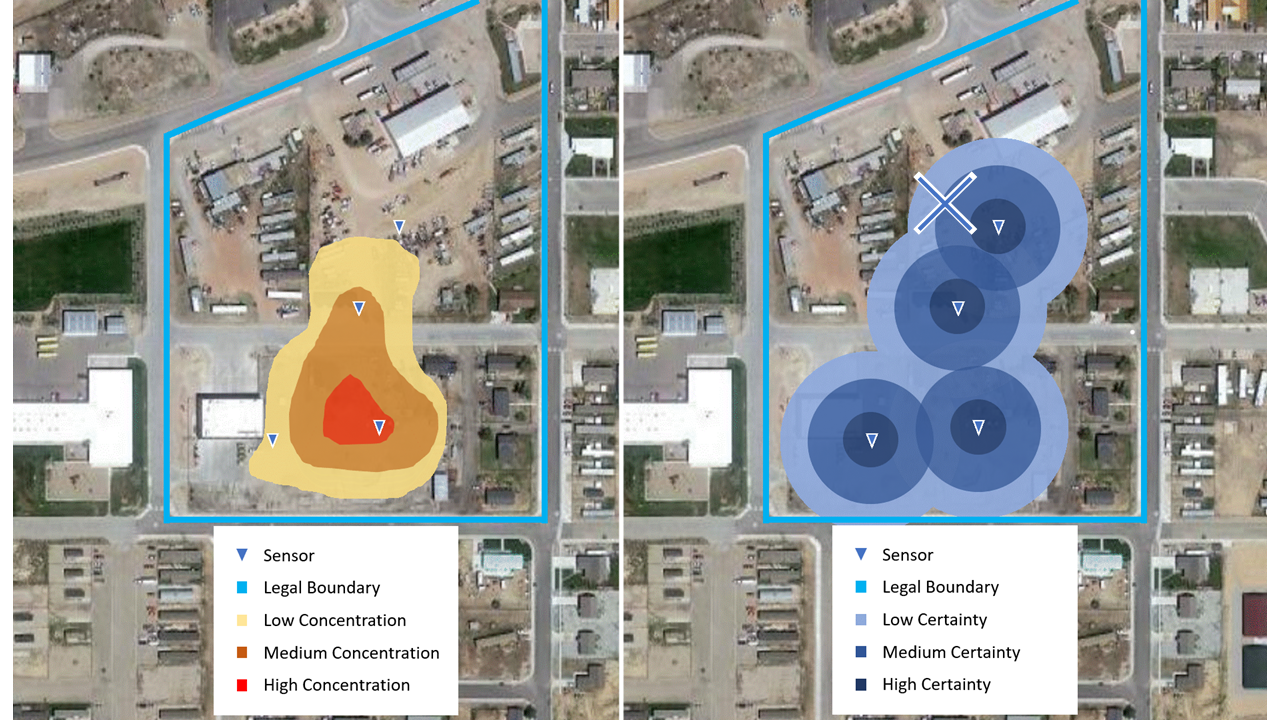 Sensor
Legal Boundary
Low Concentration
Medium Concentration
High Concentration
Sensor
Legal Boundary
Low Certainty
Medium Certainty
High Certainty